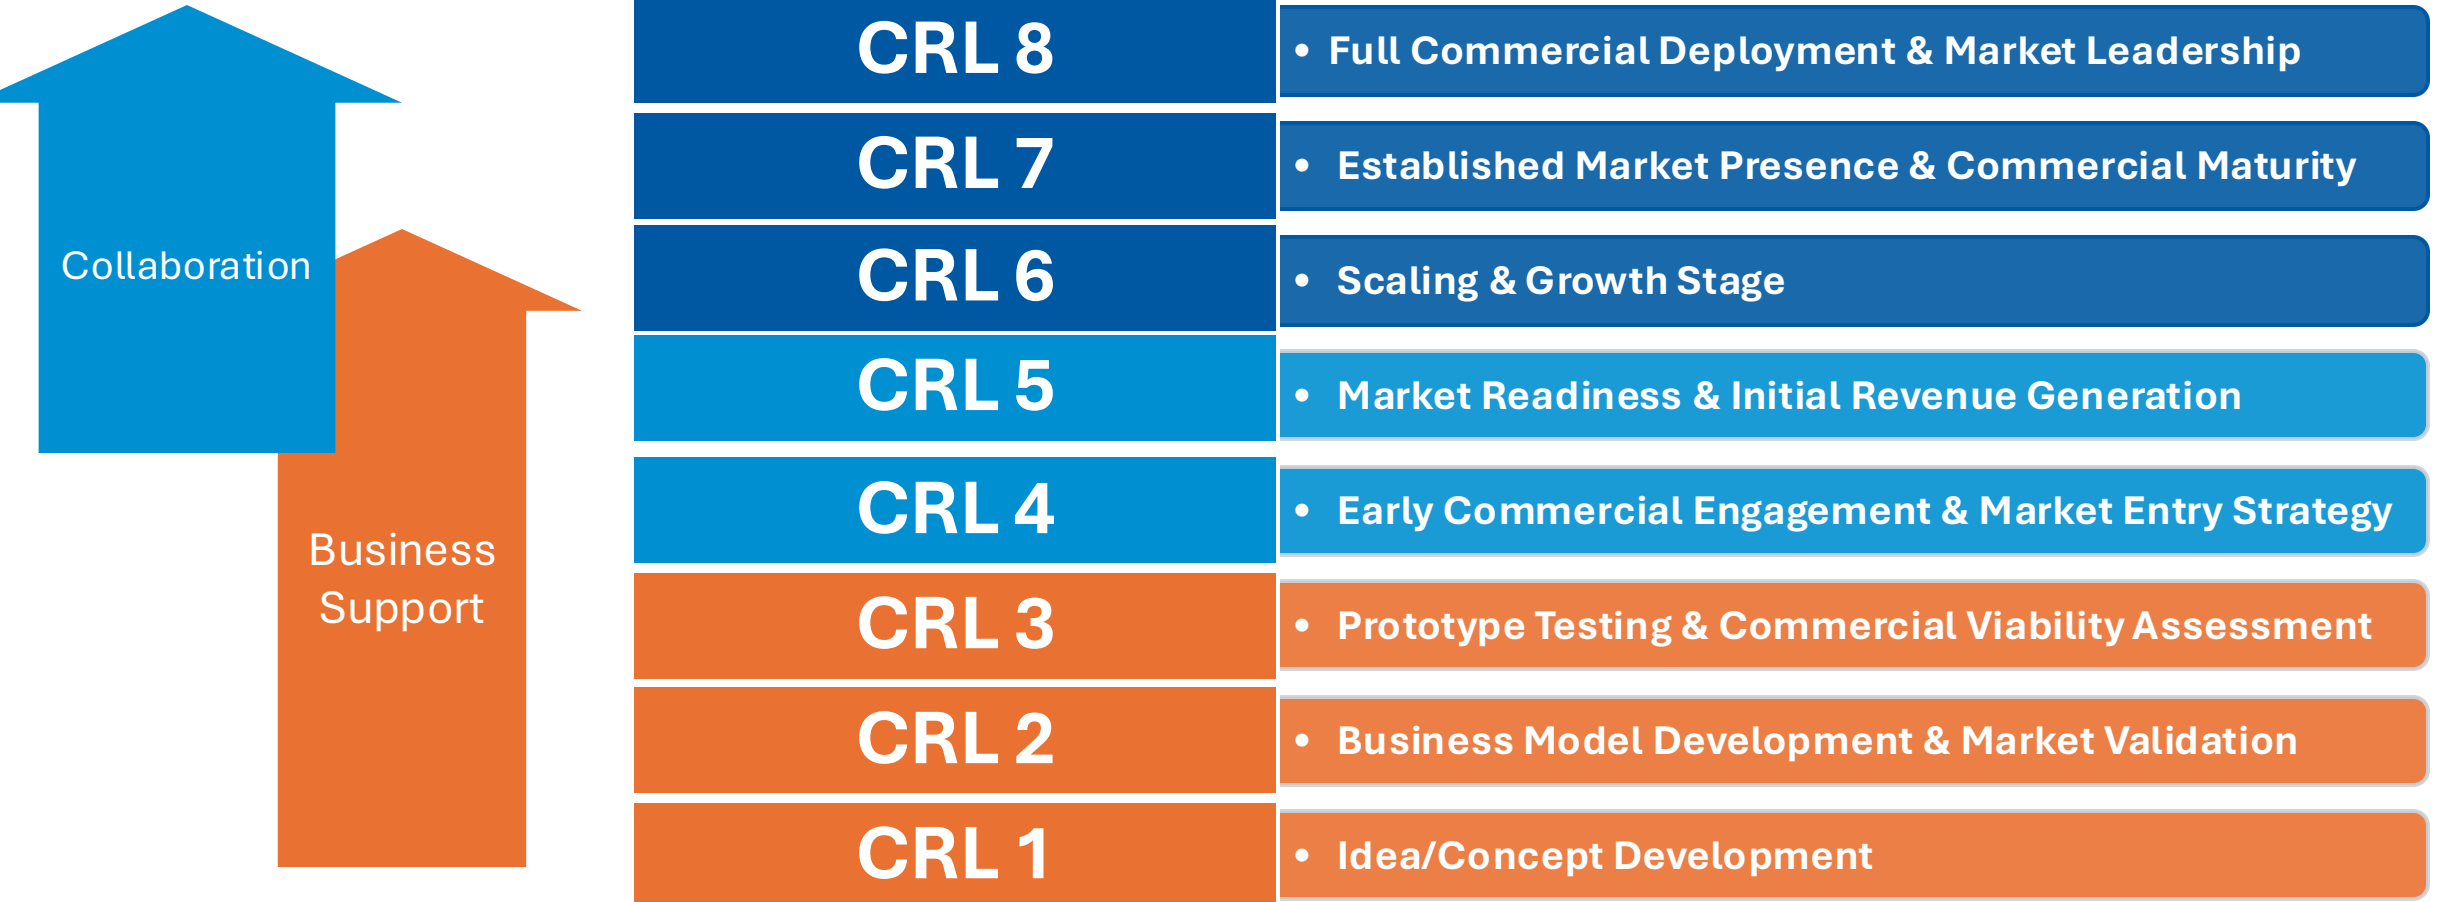 Collaboration
Business
Support
CRL 8
• Full Commercial Deployment & Market Leadership
CRL 7
• Established Market Presence & Commercial Maturity
CRL 6
• Scaling & Growth Stage
CRL 5
• Market Readiness & Initial Revenue Generation
CRL 4
• Early Commercial Engagement & Market Entry Strategy
CRL 3
• Prototype Testing & Commercial Viability Assessment
CRL 2
• Business Model Development & Market Validation
CRL 1
• Idea/Concept Development